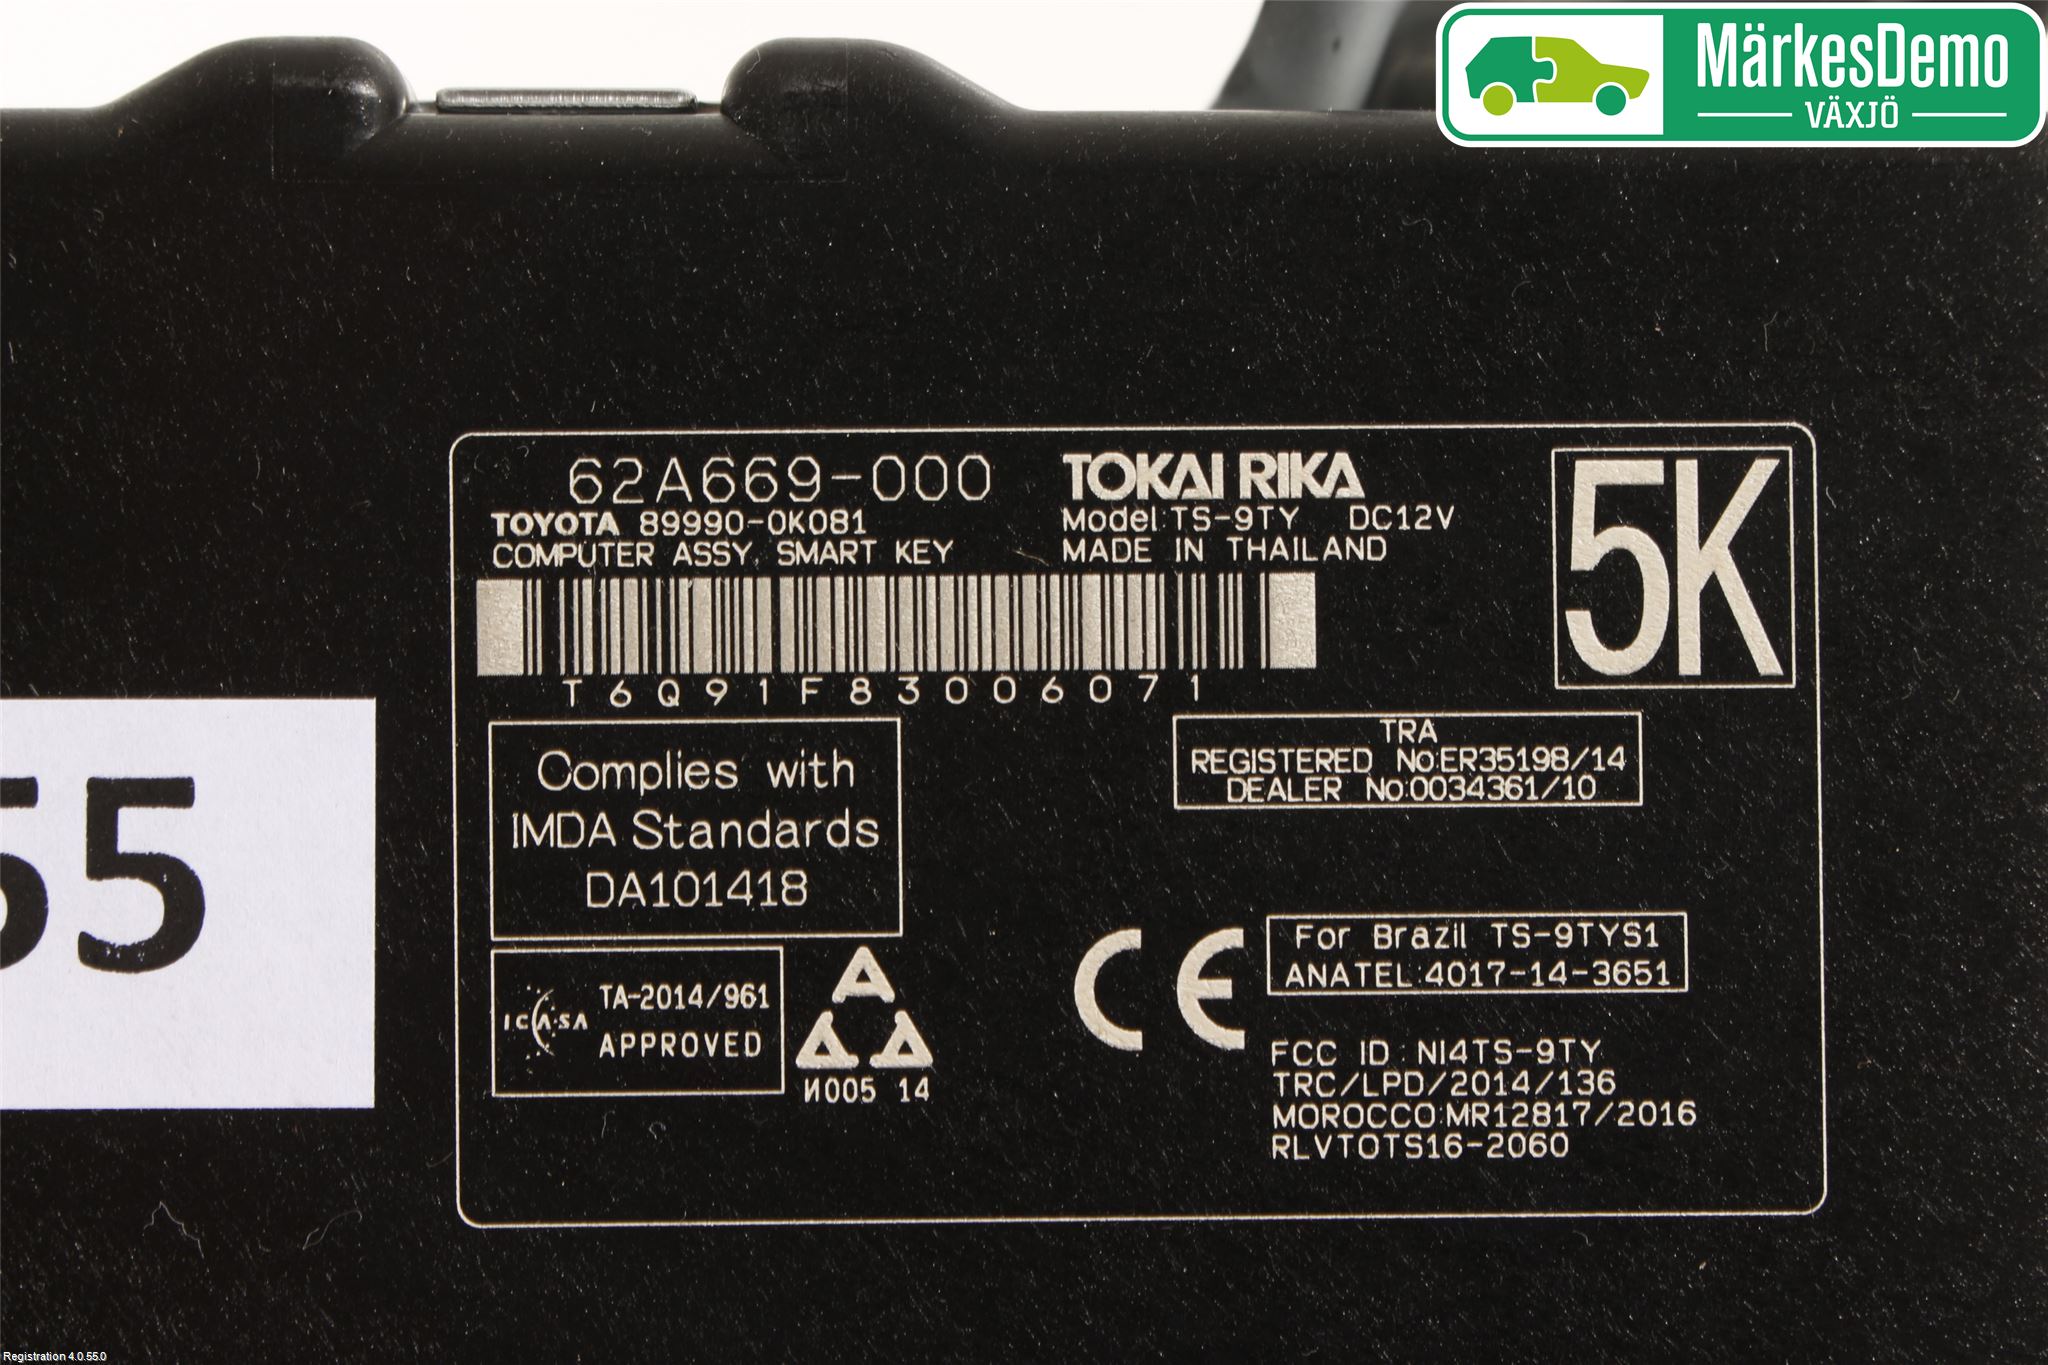 MärkesDemo
VÄXJÖ
62A669-000
TOKAI RIKA
5K
TOYOTA 89990-0K081
Model TS-9TY DC12V
COMPUTER ASSY, SMART KEY
MADE IN THAILAND
T6Q91F83006071
Complies with
IMDA Standards
DA101418
TRA
REGISTERED No:ER35198/14
DEALER No:0034361/10
ICASA
TA-2014/961
APPROVED
И005 14
CE
For Brazil TS-9TYS1
ANATEL:4017-14-3651
FCC ID : NI4TS-9TY
TRC/LPD/2014/136
MOROCCO:MR12817/2016
RLVTOTS16-2060
55
Registration 4.0.55.0